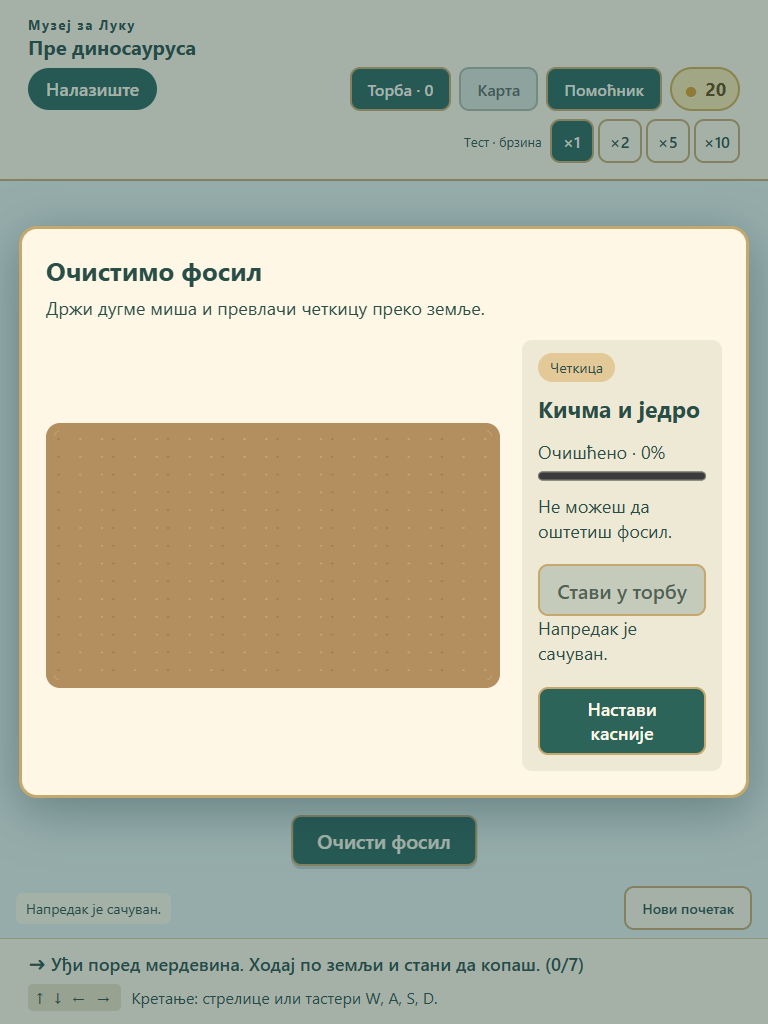 Музеј за Луку
Пре диносауруса
Налазиште
Торба · 0
Карта
Помоћник
20
Тест · брзина
×1
×2
×5
×10
Очистимо фосил
Држи дугме миша и превлачи четкицу преко земље.
Четкица
Кичма и једро
Очишћено · 0%
Не можеш да
оштетиш фосил.
Стави у торбу
Напредак је
сачуван.
Настави
касније
Очисти фосил
Напредак је сачуван.
Нови почетак
→ Уђи поред мердевина. Ходај по земљи и стани да копаш. (0/7)
↑ ↓ ← → Кретање: стрелице или тастери W, A, S, D.